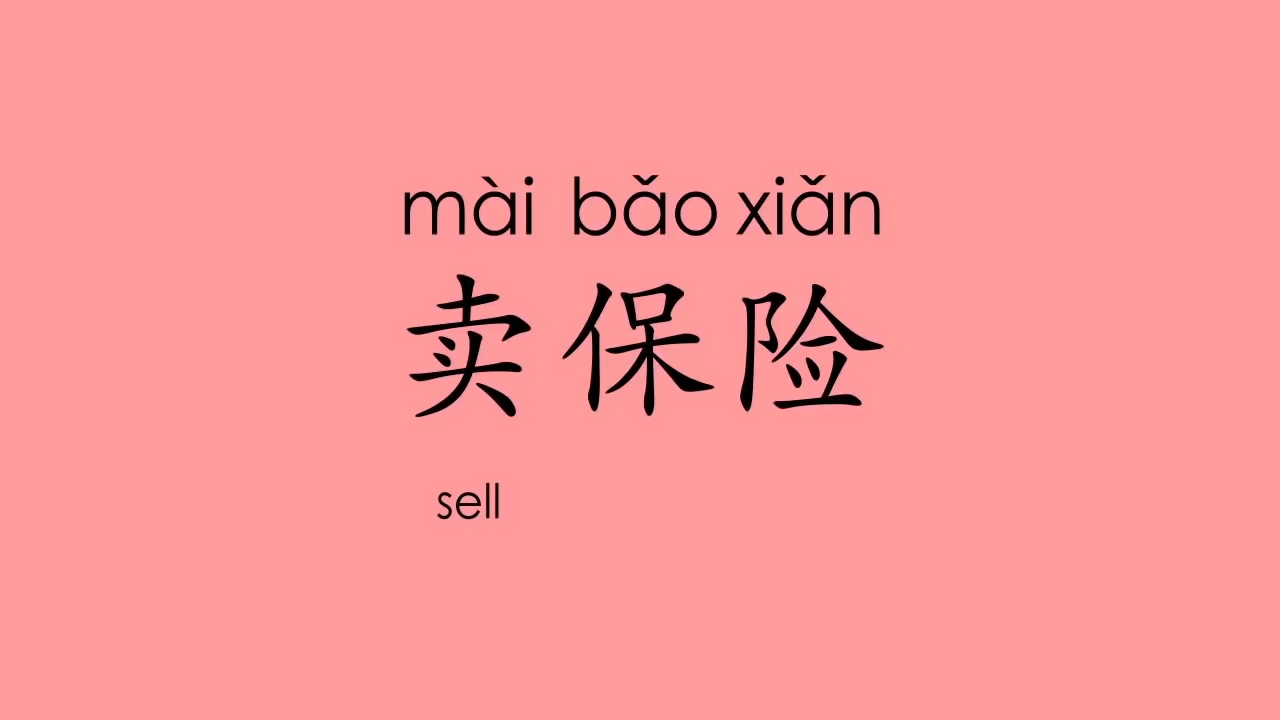 mài bǎo xiǎn
卖保险
sell